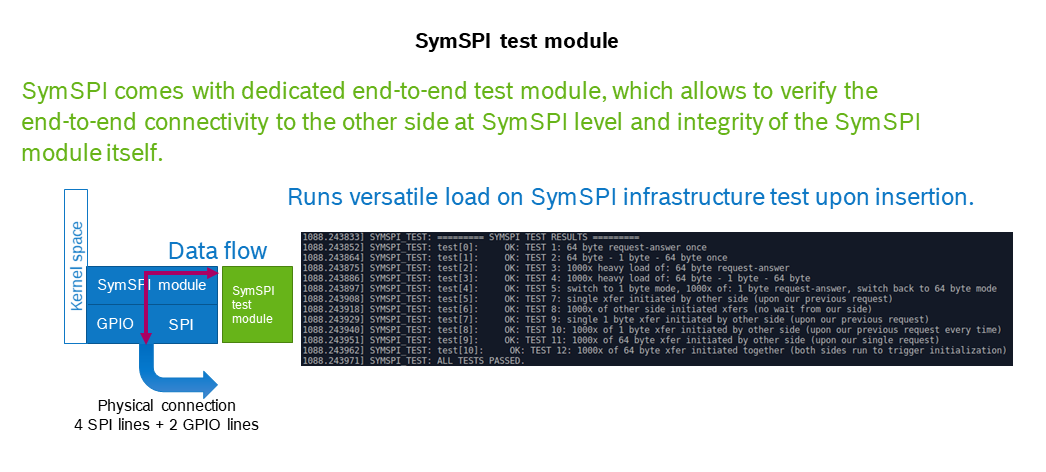 SymSPI test module
SymSPI comes with dedicated end-to-end test module, which allows to verify the
end-to-end connectivity to the other side at SymSPI level and integrity of the SymSPI
module itself.
Runs versatile load on SymSPI infrastructure test upon insertion.
Kernel space
Data flow
SymSPI module
GPIO
SPI
SymSPI
test
module
Physical connection
4 SPI lines + 2 GPIO lines
1088.243833] SYMSPI_TEST: ========= SYMSPI TEST RESULTS =========
1088.243852] SYMSPI_TEST: test[0]: OK: TEST 1: 64 byte request-answer once
1088.243864] SYMSPI_TEST: test[1]: OK: TEST 2: 64 byte - 1 byte - 64 byte once
1088.243875] SYMSPI_TEST: test[2]: OK: TEST 3: 1000x heavy load of: 64 byte request-answer
1088.243886] SYMSPI_TEST: test[3]: OK: TEST 4: 1000x heavy load of: 64 byte - 1 byte - 64 byte
1088.243897] SYMSPI_TEST: test[4]: OK: TEST 5: switch to 1 byte mode, 1000x of: 1 byte request-answer, switch back to 64 byte mode
1088.243908] SYMSPI_TEST: test[5]: OK: TEST 7: single xfer initiated by other side (upon our previous request)
1088.243918] SYMSPI_TEST: test[6]: OK: TEST 8: 1000x of other side initiated xfers (no wait from our side)
1088.243929] SYMSPI_TEST: test[7]: OK: TEST 9: single 1 byte xfer initiated by other side (upon our previous request)
1088.243940] SYMSPI_TEST: test[8]: OK: TEST 10: 1000x of 1 byte xfer initiated by other side (upon our previous request every time)
1088.243951] SYMSPI_TEST: test[9]: OK: TEST 11: 1000x of 64 byte xfer initiated by other side (upon our single request)
1088.243962] SYMSPI_TEST: test[10]: OK: TEST 12: 1000x of 64 byte xfer initiated together (both sides run to trigger initialization)
1088.243971] SYMSPI_TEST: ALL TESTS PASSED.